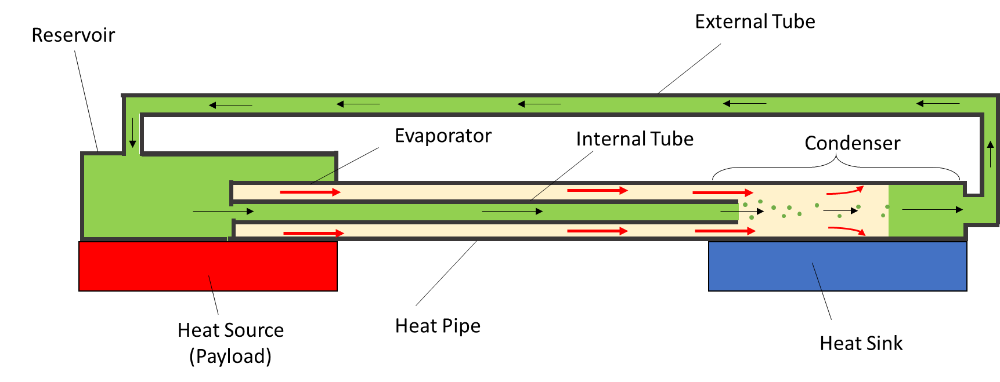 External Tube
Reservoir
Evaporator
Internal Tube
Condenser
Heat Pipe
Heat Source
(Payload)
Heat Sink